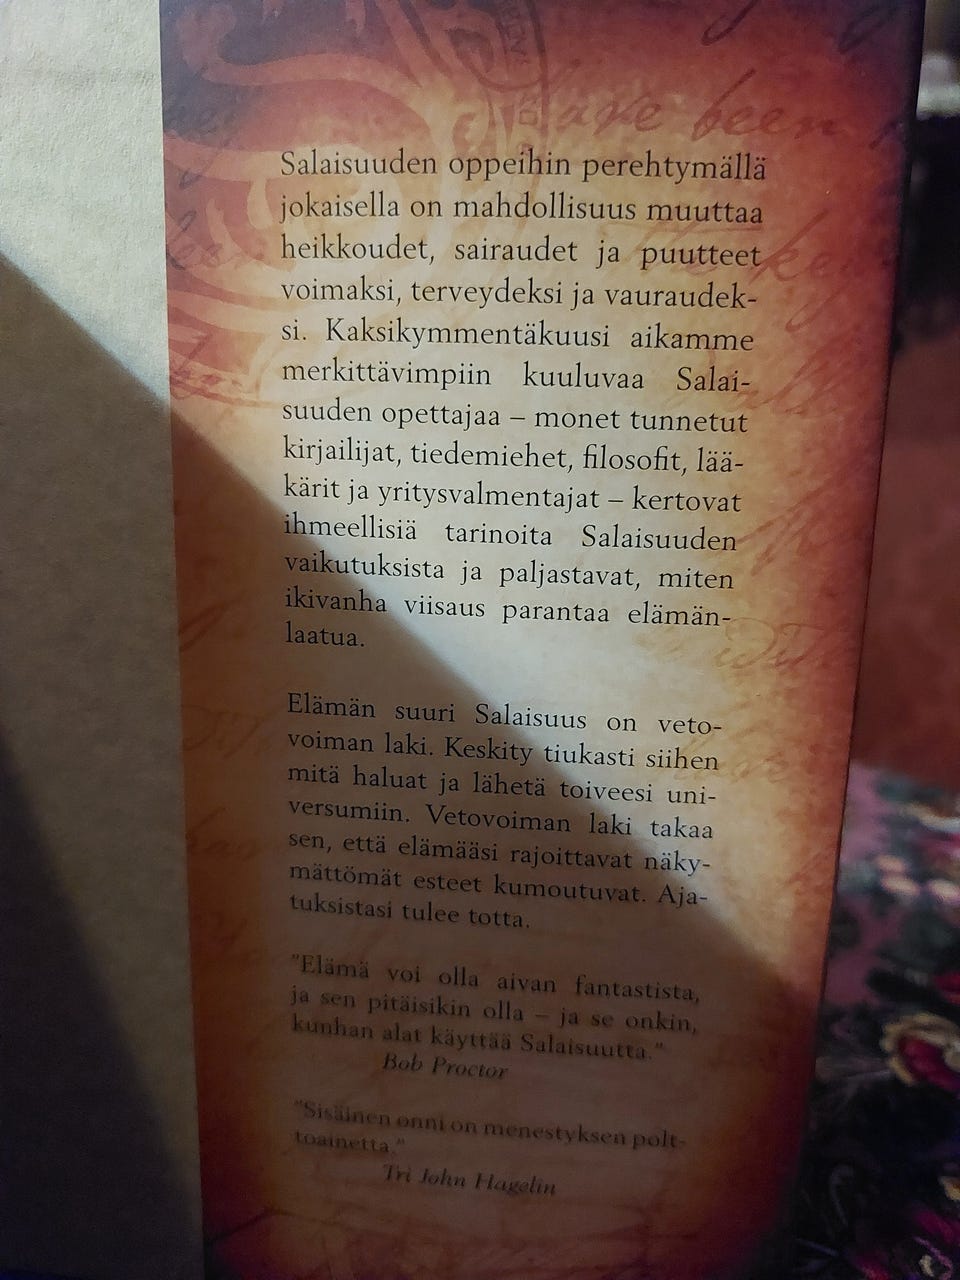 have been
Salaisuuden oppeihin perehtymällä
jokaisella on mahdollisuus muuttaa
heikkoudet, sairaudet ja puutteet
voimaksi, terveydeksi ja vauraudek-
si. Kaksikymmentäkuusi aikamme
merkittävimpiin kuuluvaa Salai-
suuden opettajaa – monet tunnetut
kirjailijat, tiedemiehet, filosofit, lää-
kärit ja yritysvalmentajat – kertovat
ihmeellisiä tarinoita Salaisuuden
vaikutuksista ja paljastavat, miten
ikivanha viisaus parantaa elämän-
laatua.
Elämän suuri Salaisuus on veto-
voiman laki. Keskity tiukasti siihen
mitä haluat ja lähetä toiveesi uni-
versumiin. Vetovoiman laki takaa
sen, että elämääsi rajoittavat näky-
mättömät esteet kumoutuvat. Aja-
tuksistasi tulee totta.
"Elämä voi olla aivan fantastista,
ja sen pitäisikin olla – ja se onkin,
kunhan alat käyttää Salaisuutta."
Bob Proctor
"Sisäinen onni on menestyksen polt-
toainetta."
Tri John Hagelin